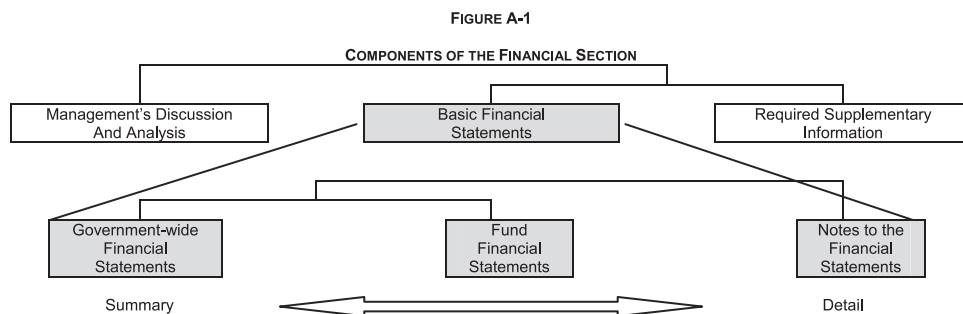 FIGURE A-1
COMPONENTS OF THE FINANCIAL SECTION
Management's Discussion
And Analysis
Basic Financial
Statements
Required Supplementary
Information
Government-wide
Financial
Statements
Fund
Financial
Statements
Notes to the
Financial
Statements
Summary
Detail